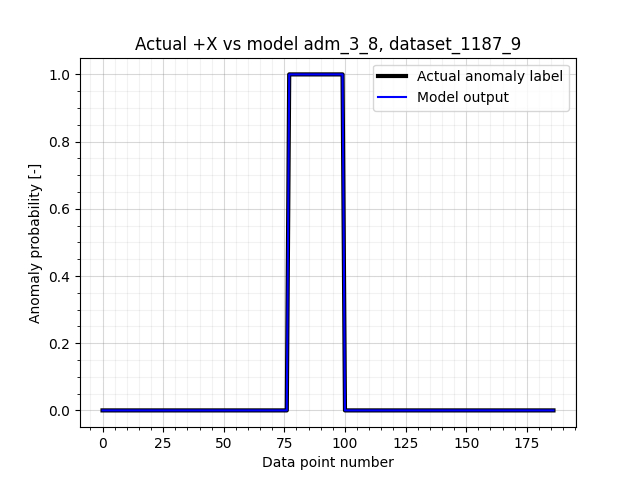 Actual +X vs model adm_3_8, dataset_1187_9
Actual anomaly label
Model output
Anomaly probability [-]
1.0
0.8
0.6
0.4
0.2
0.0
0 25 50 75 100 125 150 175
Data point number